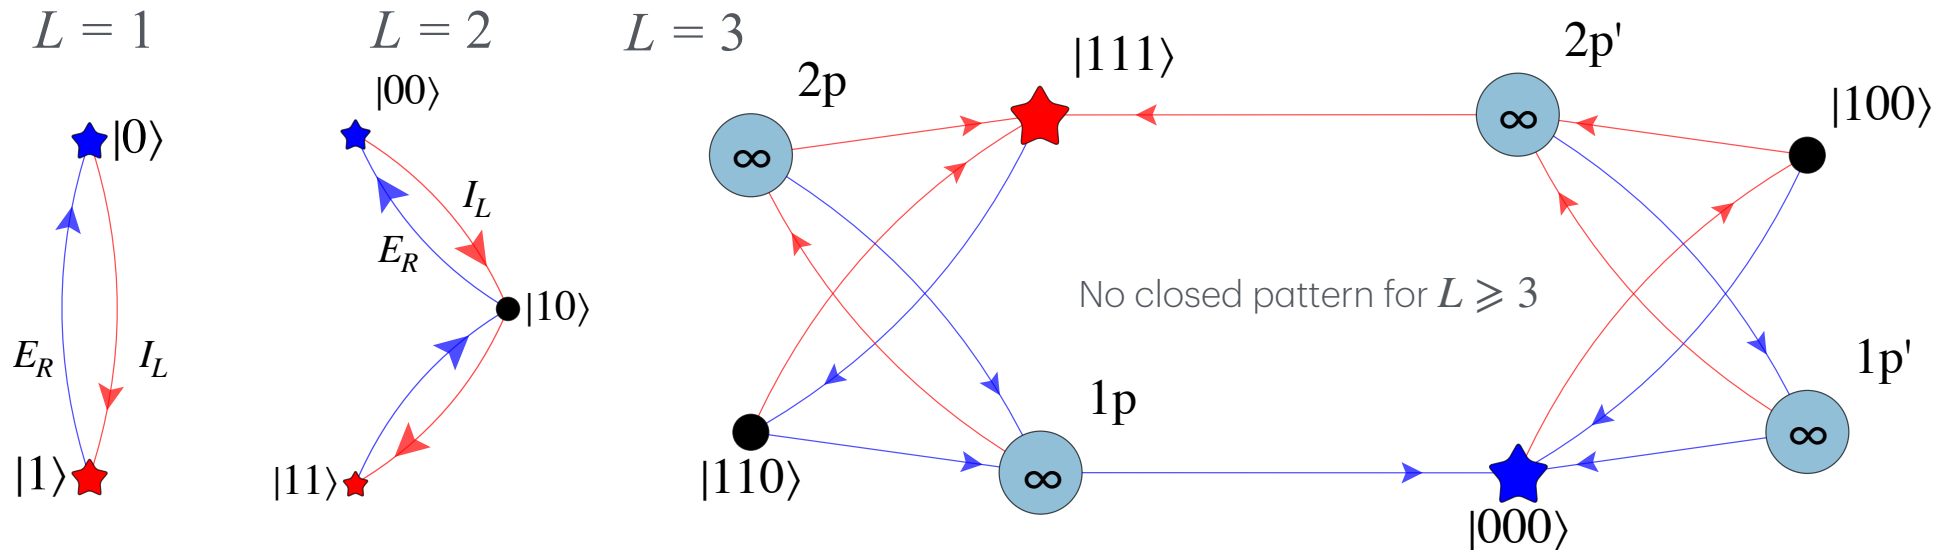 L = 1
|0⟩
E_R
I_L
|1⟩
L = 2
|00⟩
I_L
E_R
|10⟩
|11⟩
L = 3
2p
∞
|111⟩
2p'
∞
|100⟩
No closed pattern for L ⩾ 3
|110⟩
1p
∞
|000⟩
1p'
∞